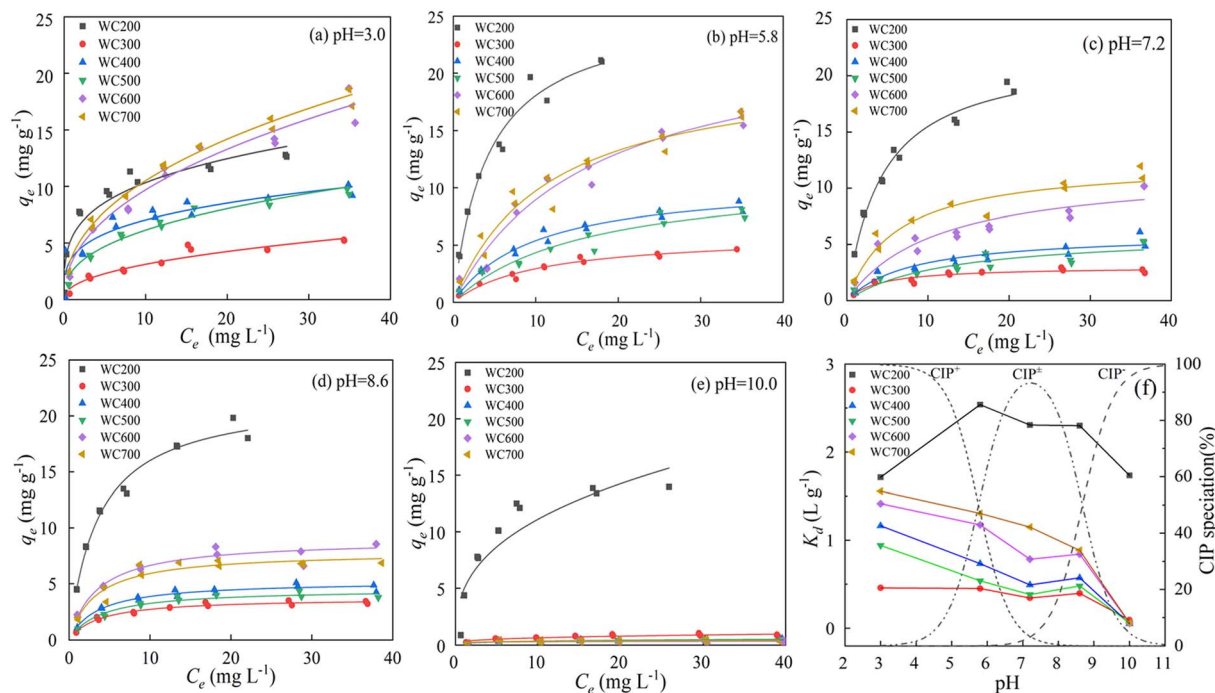 25
20
15
10
5
0
qe (mg g-1)
WC200
WC300
WC400
WC500
WC600
WC700
(a) pH=3.0
0 10 20 30 40
Ce (mg L-1)
25
20
15
10
5
0
qe (mg g-1)
WC200
WC300
WC400
WC500
WC600
WC700
(b) pH=5.8
0 10 20 30 40
Ce (mg L-1)
25
20
15
10
5
0
qe (mg g-1)
WC200
WC300
WC400
WC500
WC600
WC700
(c) pH=7.2
0 10 20 30 40
Ce (mg L-1)
25
20
15
10
5
0
qe (mg g-1)
WC200
WC300
WC400
WC500
WC600
WC700
(d) pH=8.6
0 10 20 30 40
Ce (mg L-1)
25
20
15
10
5
0
qe (mg g-1)
WC200
WC300
WC400
WC500
WC600
WC700
(e) pH=10.0
0 10 20 30 40
Ce (mg L-1)
3
2
1
0
Kd (L g-1)
WC200
WC300
WC400
WC500
WC600
WC700
CIP+ CIP± CIP-
(f)
100
80
60
40
20
0
CIP speciation(%)
2 3 4 5 6 7 8 9 10 11
pH